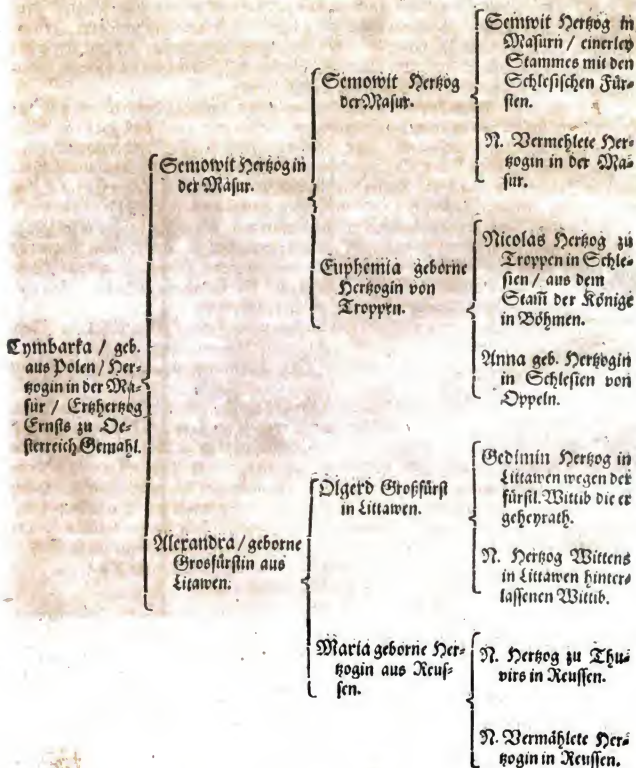 Cymbarka / geb.
aus Polen / Her-
tzogin in der Ma-
sur / Ertzhertzog
Ernsts zu Oe-
sterreich Gemahl.
Semowit Hertzog in
der Masur.
Alexandra / geborne
Grosfürstin aus
Litawen.
Semowit Hertzog
der Masur.
Euphemia geborne
Hertzogin von
Troppen.
Olgerd Großfürst
in Littawen.
Maria geborne Her-
tzogin aus Reus-
sen.
Semwit Hertzog in
Masurn / einerley
Stammes mit den
Schlesischen Für-
sten.
N. Vermehlete Her-
tzogin in der Ma-
sur.
Nicolas Hertzog zu
Troppen in Schle-
sien / aus dem
Stam̃ der Könige
in Böhmen.
Anna geb. Hertzogin
in Schlesien von
Oppeln.
Gedimin Hertzog in
Littawen wegen der
fürstl. Wittib die er
geheyrath.
N. Hertzog Wittens
in Littawen hinter-
lassenen Wittib.
N. Hertzog zu Thu-
virs in Reussen.
N. Vermählete Her-
tzogin in Reussen.